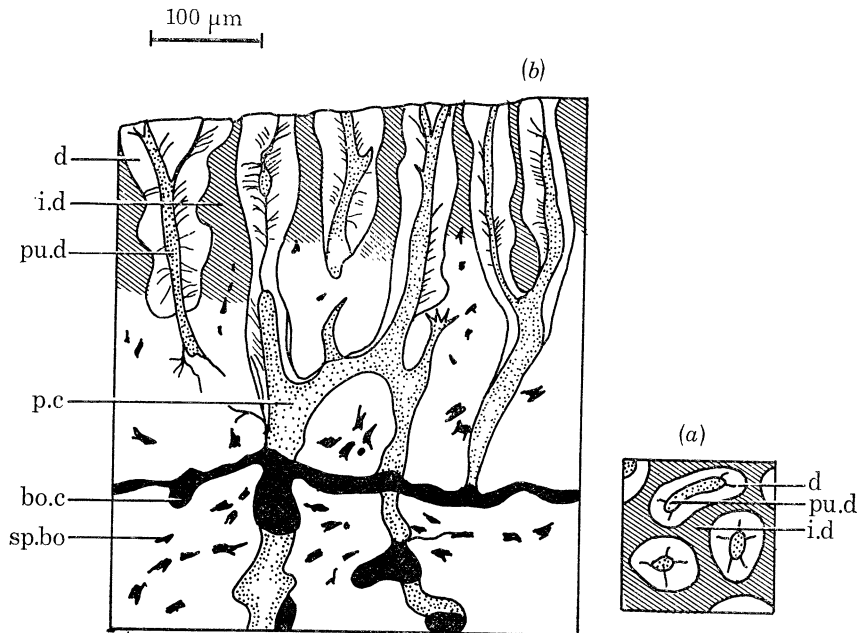 100 μm
(b)
d
i.d
pu.d
p.c
bo.c
sp.bo
(a)
d
pu.d
i.d